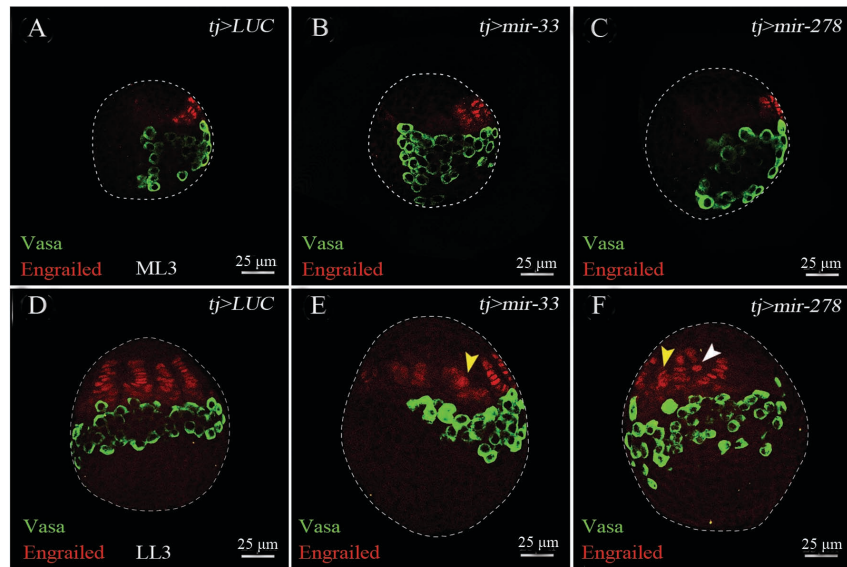 A tj>LUC
Vasa
Engrailed ML3 25 µm
B tj>mir-33
Vasa
Engrailed 25 µm
C tj>mir-278
Vasa
Engrailed 25 µm
D tj>LUC
Vasa
Engrailed LL3 25 µm
E tj>mir-33
Vasa
Engrailed 25 µm
F tj>mir-278
Vasa
Engrailed 25 µm